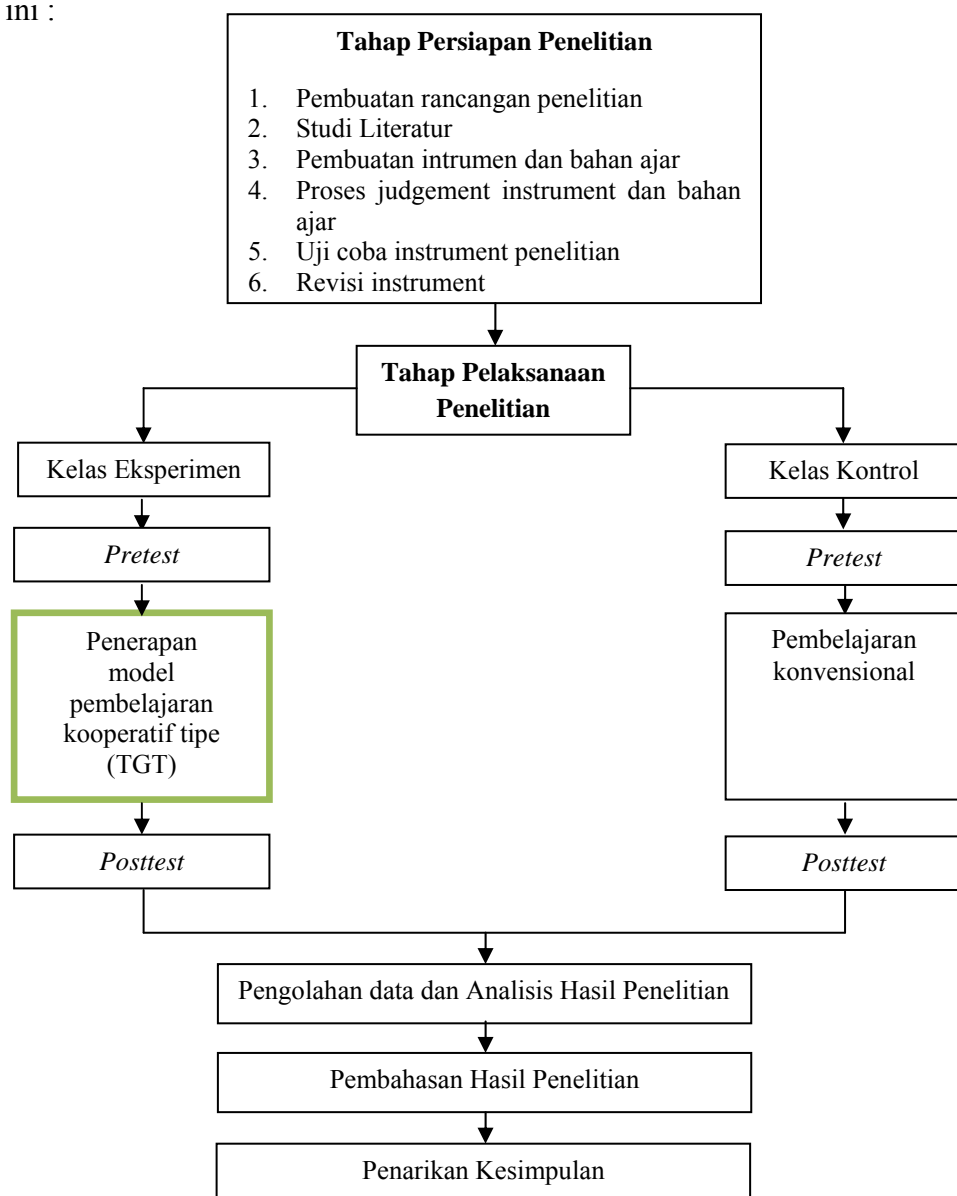 ini :
Tahap Persiapan Penelitian
1. Pembuatan rancangan penelitian
2. Studi Literatur
3. Pembuatan intrumen dan bahan ajar
4. Proses judgement instrument dan bahan
ajar
5. Uji coba instrument penelitian
6. Revisi instrument
Tahap Pelaksanaan
Penelitian
Kelas Eksperimen
Kelas Kontrol
Pretest
Pretest
Penerapan
model
pembelajaran
kooperatif tipe
(TGT)
Pembelajaran
konvensional
Posttest
Posttest
Pengolahan data dan Analisis Hasil Penelitian
Pembahasan Hasil Penelitian
Penarikan Kesimpulan